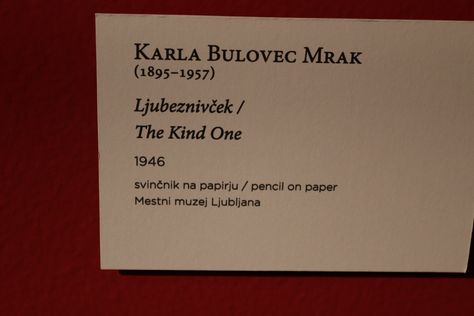 Karla Bulovec Mrak
(1895–1957)
Ljubeznivček /
The Kind One
1946
svinčnik na papirju / pencil on paper
Mestni muzej Ljubljana